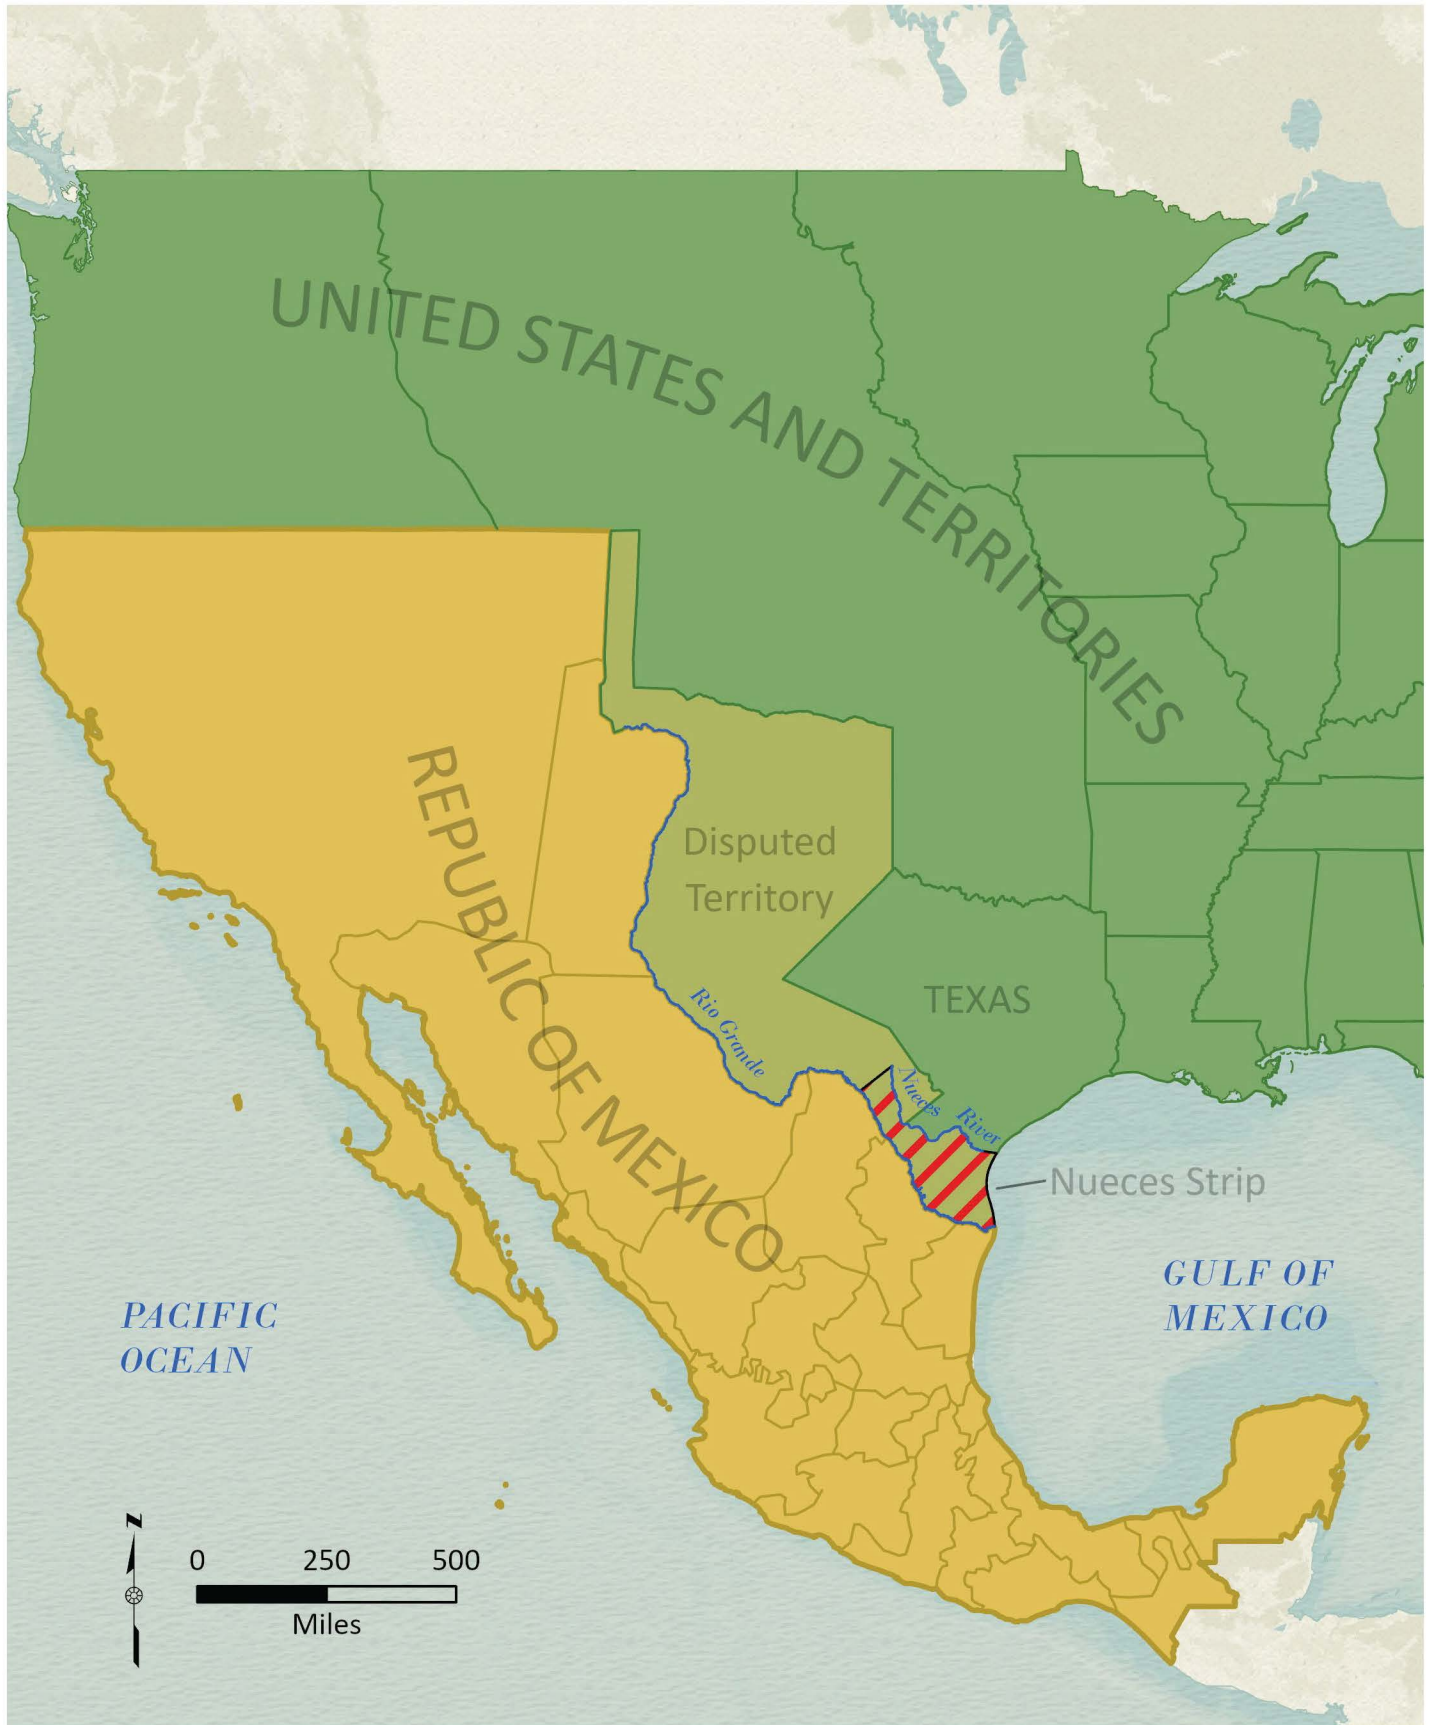 UNITED STATES AND TERRITORIES
REPUBLIC OF MEXICO
Disputed
Territory
TEXAS
Rio Grande
Nueces River
Nueces Strip
GULF OF
MEXICO
PACIFIC
OCEAN
N
0 250 500
Miles